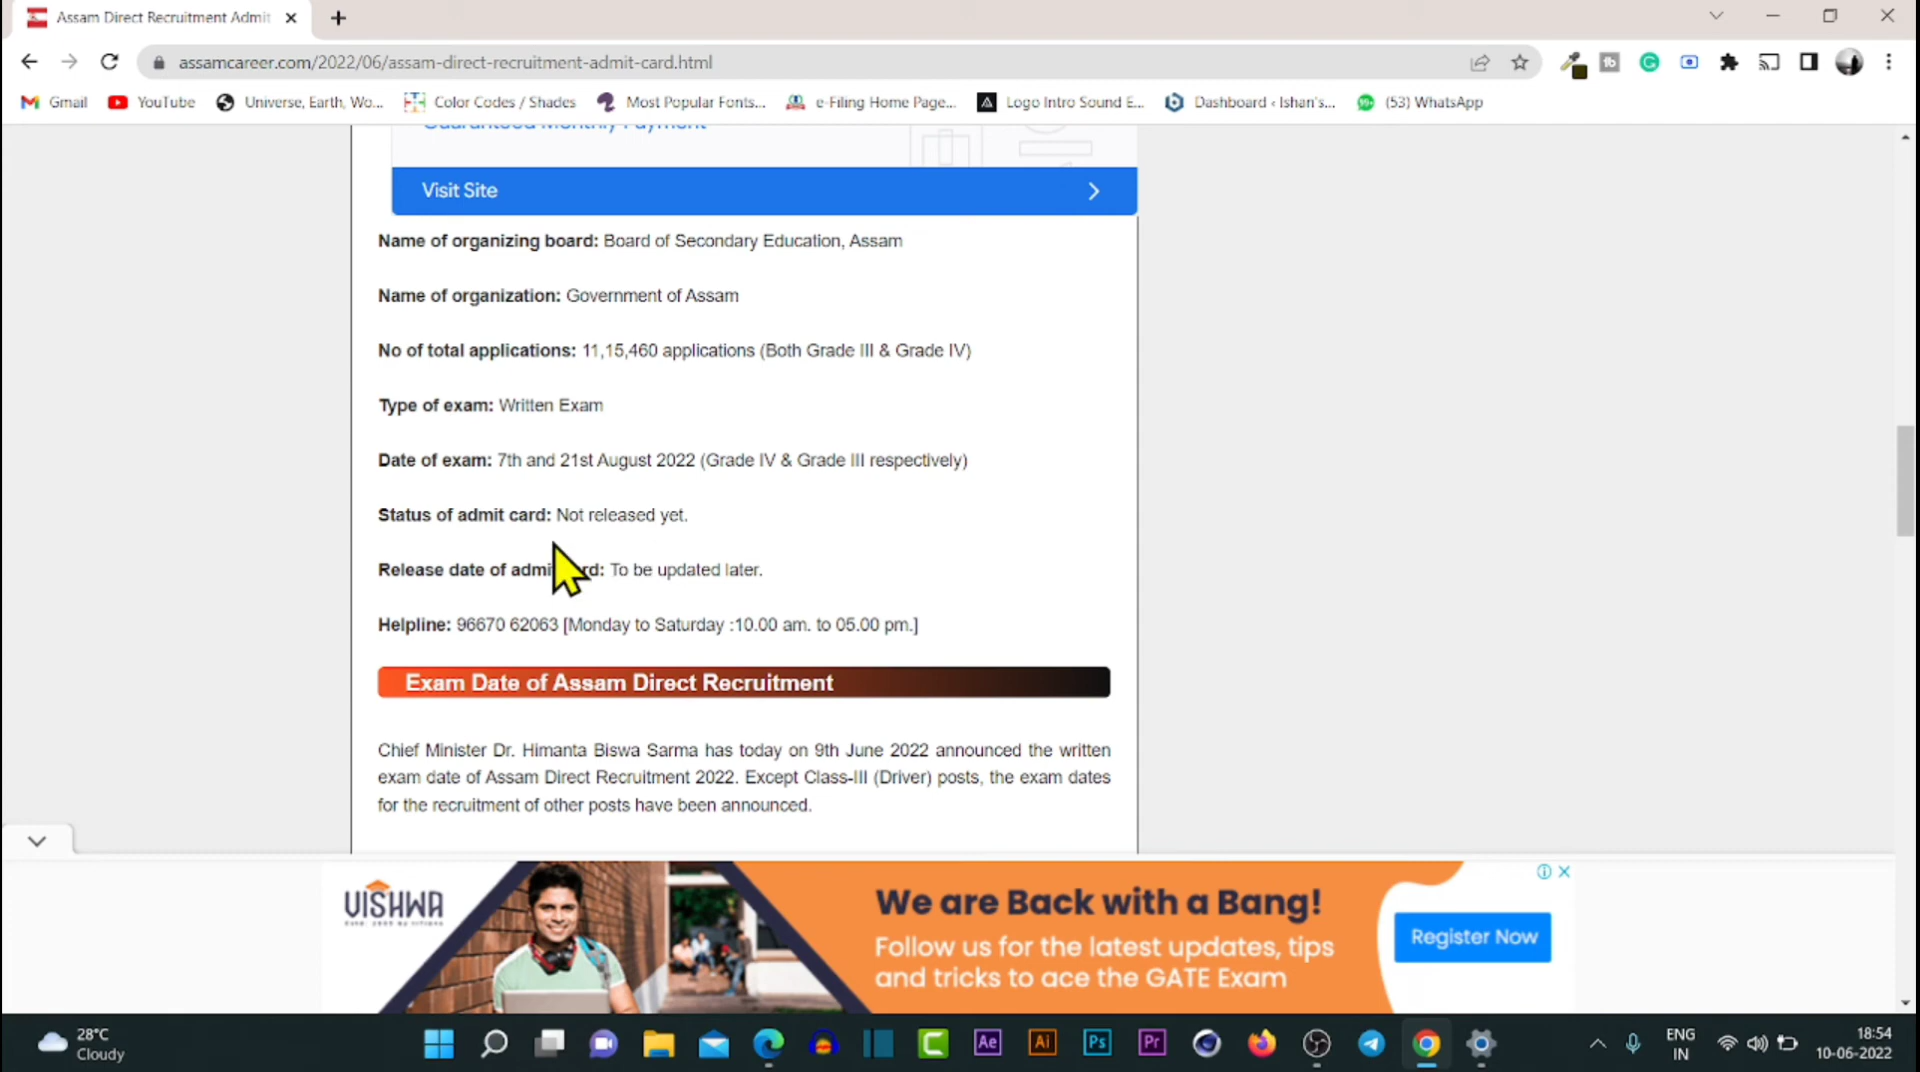 Assam Direct Recruitment Admit
assamcareer.com/2022/06/assam-direct-recruitment-admit-card.html
Gmail
YouTube
Universe, Earth, Wo...
Color Codes / Shades
Most Popular Fonts...
e-Filing Home Page...
Logo Intro Sound E...
Dashboard ‹ Ishan's...
(53) WhatsApp
Guaranteed Monthly Payment
Visit Site
Name of organizing board: Board of Secondary Education, Assam
Name of organization: Government of Assam
No of total applications: 11,15,460 applications (Both Grade III & Grade IV)
Type of exam: Written Exam
Date of exam: 7th and 21st August 2022 (Grade IV & Grade III respectively)
Status of admit card: Not released yet.
Release date of admi rd: To be updated later.
Helpline: 96670 62063 [Monday to Saturday :10.00 am. to 05.00 pm.]
Exam Date of Assam Direct Recruitment
Chief Minister Dr. Himanta Biswa Sarma has today on 9th June 2022 announced the written
exam date of Assam Direct Recruitment 2022. Except Class-III (Driver) posts, the exam dates
for the recruitment of other posts have been announced.
VISHWA
We are Back with a Bang!
Follow us for the latest updates, tips
and tricks to ace the GATE Exam
Register Now
28°C
Cloudy
Ae
Ai
Ps
Pr
ENG
IN
18:54
10-06-2022